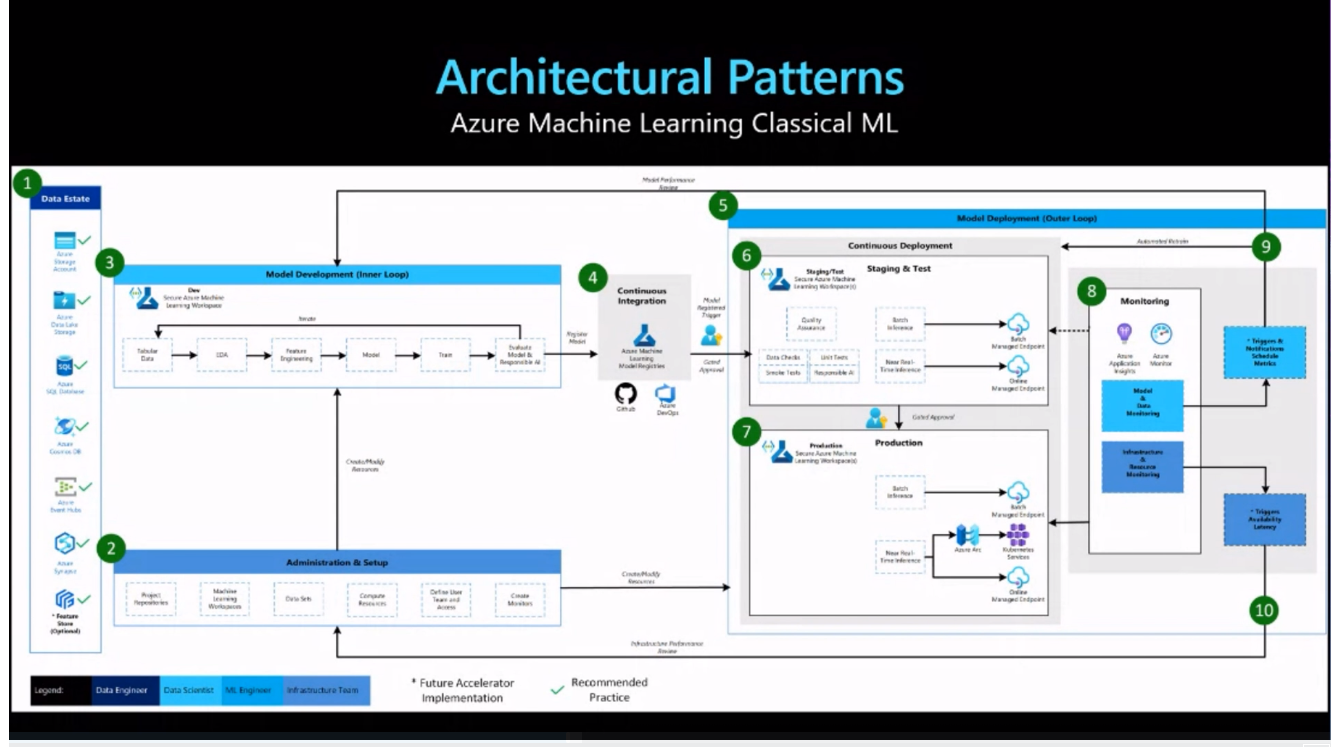 Architectural Patterns
Azure Machine Learning Classical ML
1
Data Estate
Azure
Storage
Account
Azure
Data Lake
Storage
Azure
SQL Database
Azure
Cosmos DB
Azure
Event Hubs
Azure
Synapse
* Feature
Store
(Optional)
3
Model Development (Inner Loop)
Dev
Secure Azure Machine
Learning Workspace
Iterate
Tabular
Data
EDA
Feature
Engineering
Model
Train
Evaluate
Model &
Responsible AI
Create/Modify
Resources
2
Administration & Setup
Project
Repositories
Machine
Learning
Workspaces
Data Sets
Compute
Resources
Define User
Team and
Access
Create
Monitors
Model Performance
Review
Register
Model
4
Continuous
Integration
Azure Machine
Learning
Model Registries
Github
Azure
DevOps
Model
Registered
Trigger
Gated
Approval
Create/Modify
Resources
Infrastructure Performance
Review
5
Model Deployment (Outer Loop)
Continuous Deployment
6
Staging/Test
Secure Azure Machine
Learning Workspace(s)
Staging & Test
Quality
Assurance
Data Checks
Unit Tests
Smoke Tests
Responsible AI
Batch
Inference
Batch
Managed Endpoint
Near Real-
Time Inference
Online
Managed Endpoint
Gated Approval
7
Production
Secure Azure Machine
Learning Workspace(s)
Production
Batch
Inference
Batch
Managed Endpoint
Near Real-
Time Inference
Azure Arc
Kubernetes
Services
Online
Managed Endpoint
Automated Retrain
8
Monitoring
Azure
Application
Insights
Azure
Monitor
Model
&
Data
Monitoring
Infrastructure
&
Resource
Monitoring
9
* Triggers &
Notifications
Schedule
Metrics
* Triggers
Availability
Latency
10
Legend:
Data Engineer
Data Scientist
ML Engineer
Infrastructure Team
* Future Accelerator
Implementation
Recommended
Practice